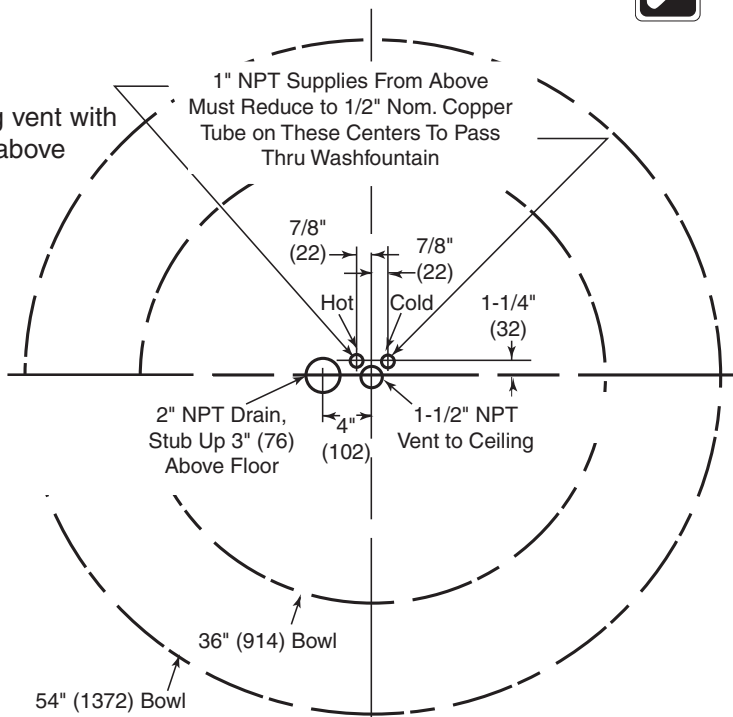 g vent with
above
1" NPT Supplies From Above
Must Reduce to 1/2" Nom. Copper
Tube on These Centers To Pass
Thru Washfountain
7/8"
(22)
7/8"
(22)
Hot
Cold
1-1/4"
(32)
2" NPT Drain,
Stub Up 3" (76)
Above Floor
4"
(102)
1-1/2" NPT
Vent to Ceiling
36" (914) Bowl
54" (1372) Bowl